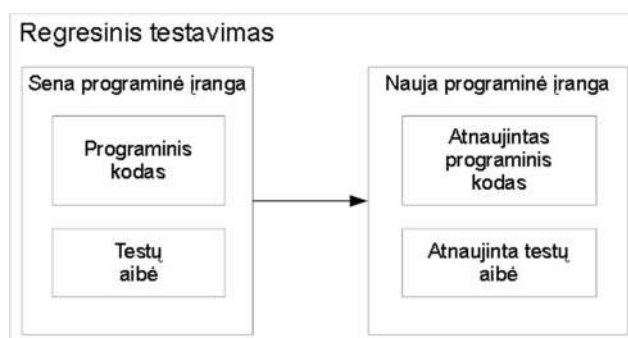 Regresinis testavimas
Sena programinė įranga
Programinis
kodas
Testų
aibė
Nauja programinė įranga
Atnaujintas
programinis
kodas
Atnaujinta testų
aibė